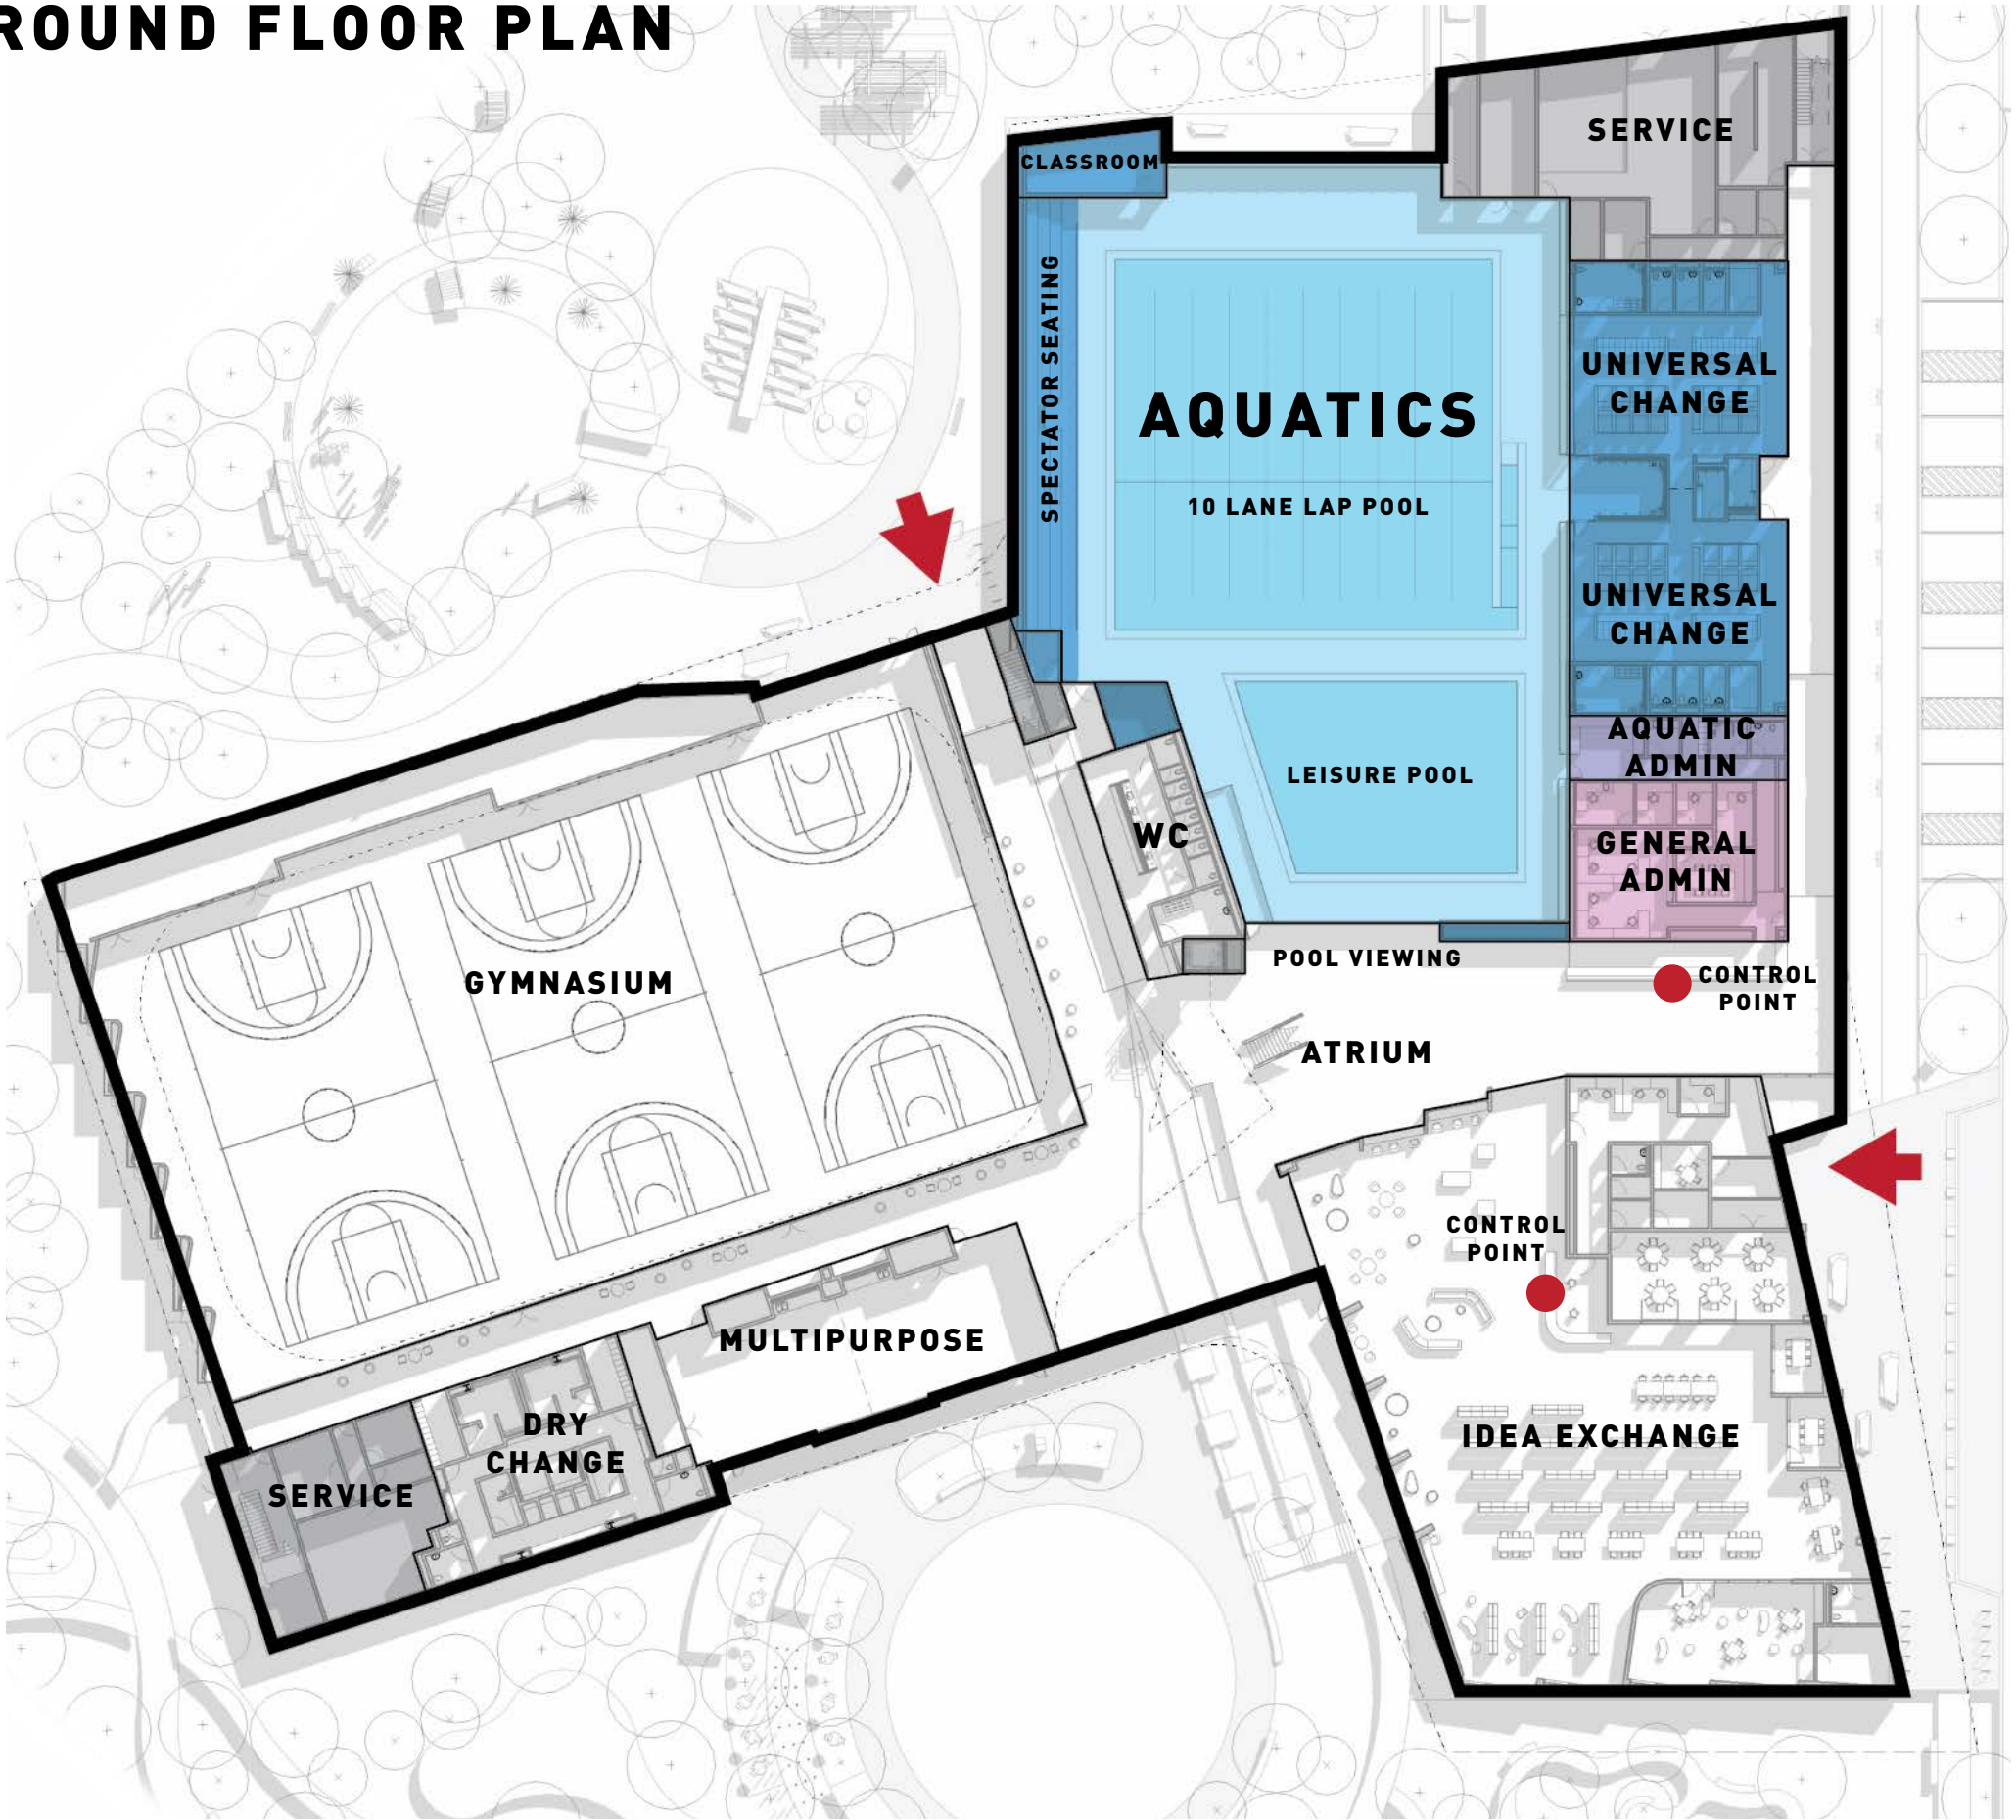 ROUND FLOOR PLAN
SERVICE
CLASSROOM
SPECTATOR SEATING
AQUATICS
10 LANE LAP POOL
UNIVERSAL
CHANGE
UNIVERSAL
CHANGE
AQUATIC
ADMIN
LEISURE POOL
WC
GENERAL
ADMIN
POOL VIEWING
CONTROL
POINT
GYMNASIUM
ATRIUM
CONTROL
POINT
MULTIPURPOSE
DRY
CHANGE
IDEA EXCHANGE
SERVICE